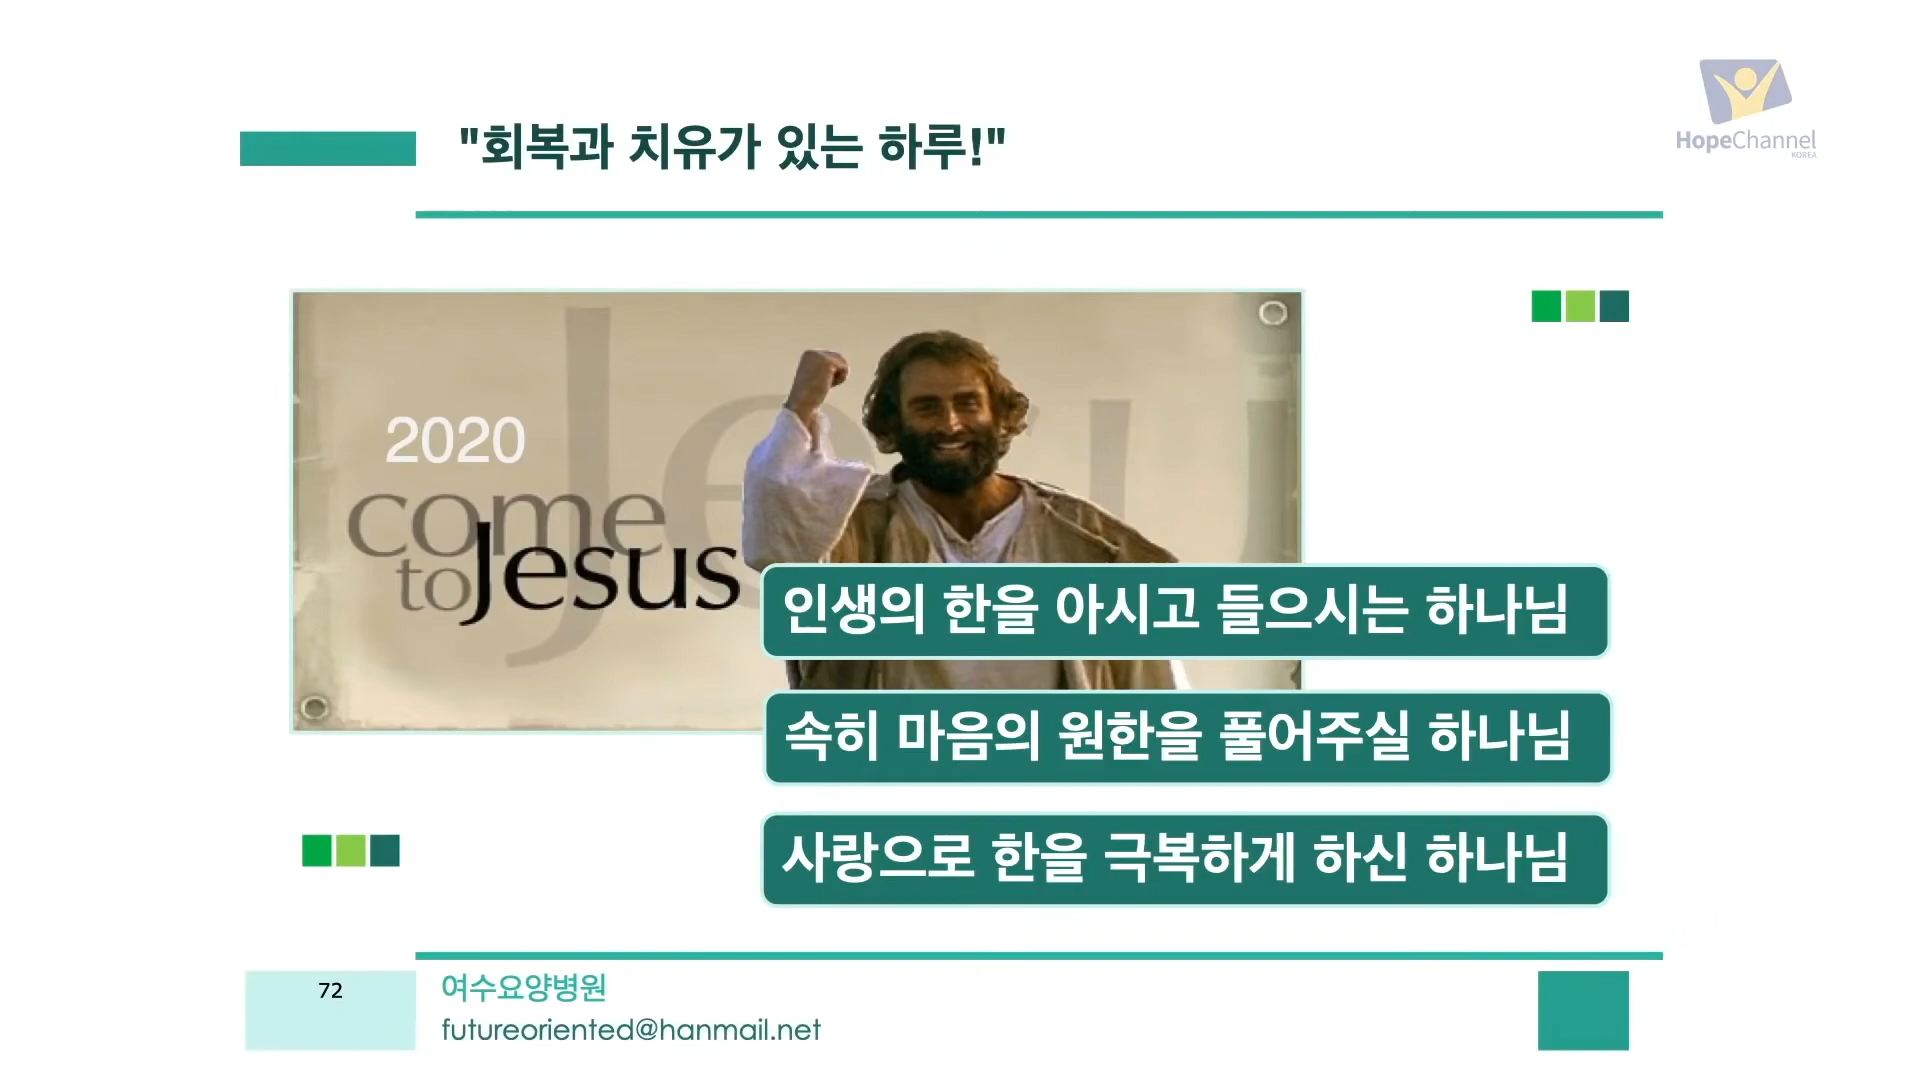 "회복과 치유가 있는 하루!"
HopeChannel
KOREA
Jesu
2020
come
to Jesus
인생의 한을 아시고 들으시는 하나님
속히 마음의 원한을 풀어주실 하나님
사랑으로 한을 극복하게 하신 하나님
72
여수요양병원
futureoriented@hanmail.net